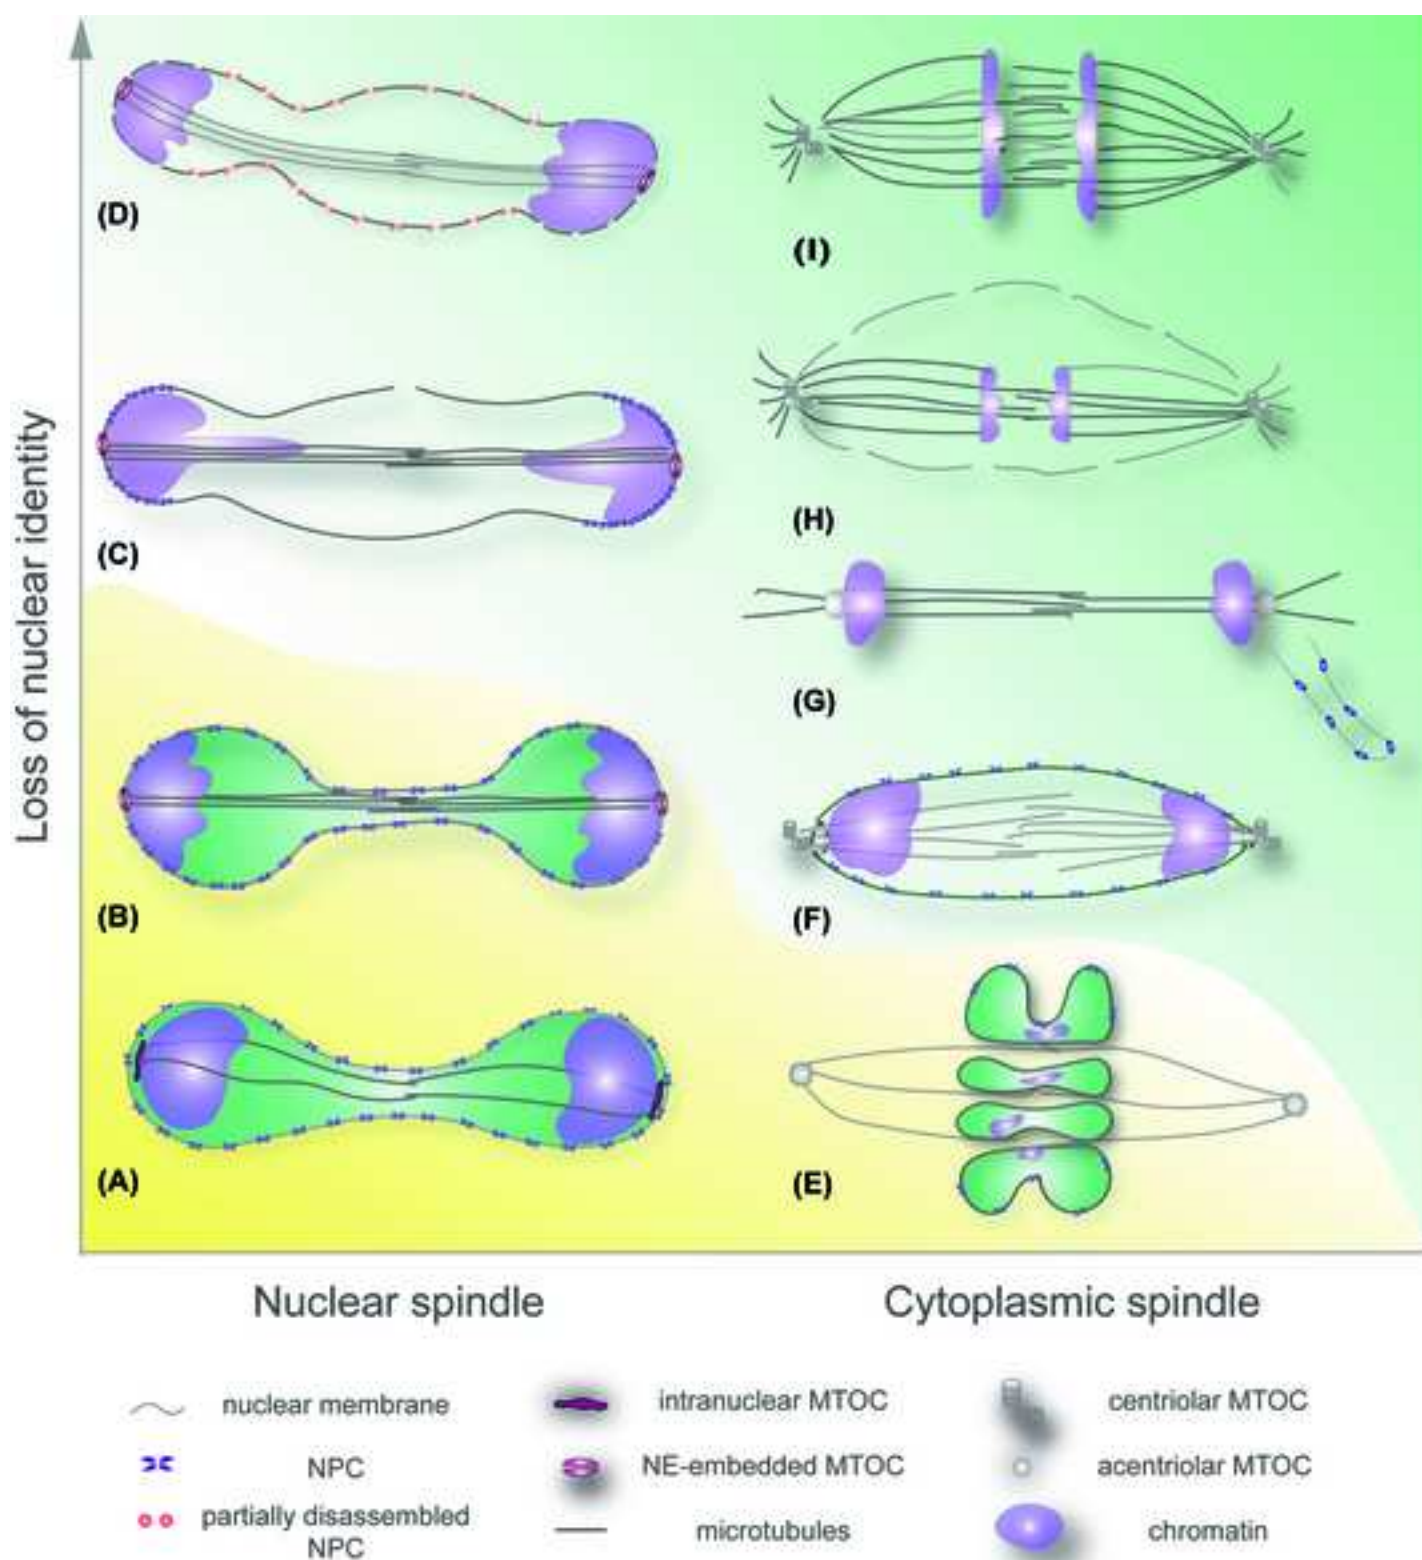 Loss of nuclear identity
(D)
(I)
(C)
(H)
(G)
(B)
(F)
(A)
(E)
Nuclear spindle
Cytoplasmic spindle
nuclear membrane
intranuclear MTOC
centriolar MTOC
NPC
NE-embedded MTOC
acentriolar MTOC
partially disassembled
NPC
microtubules
chromatin